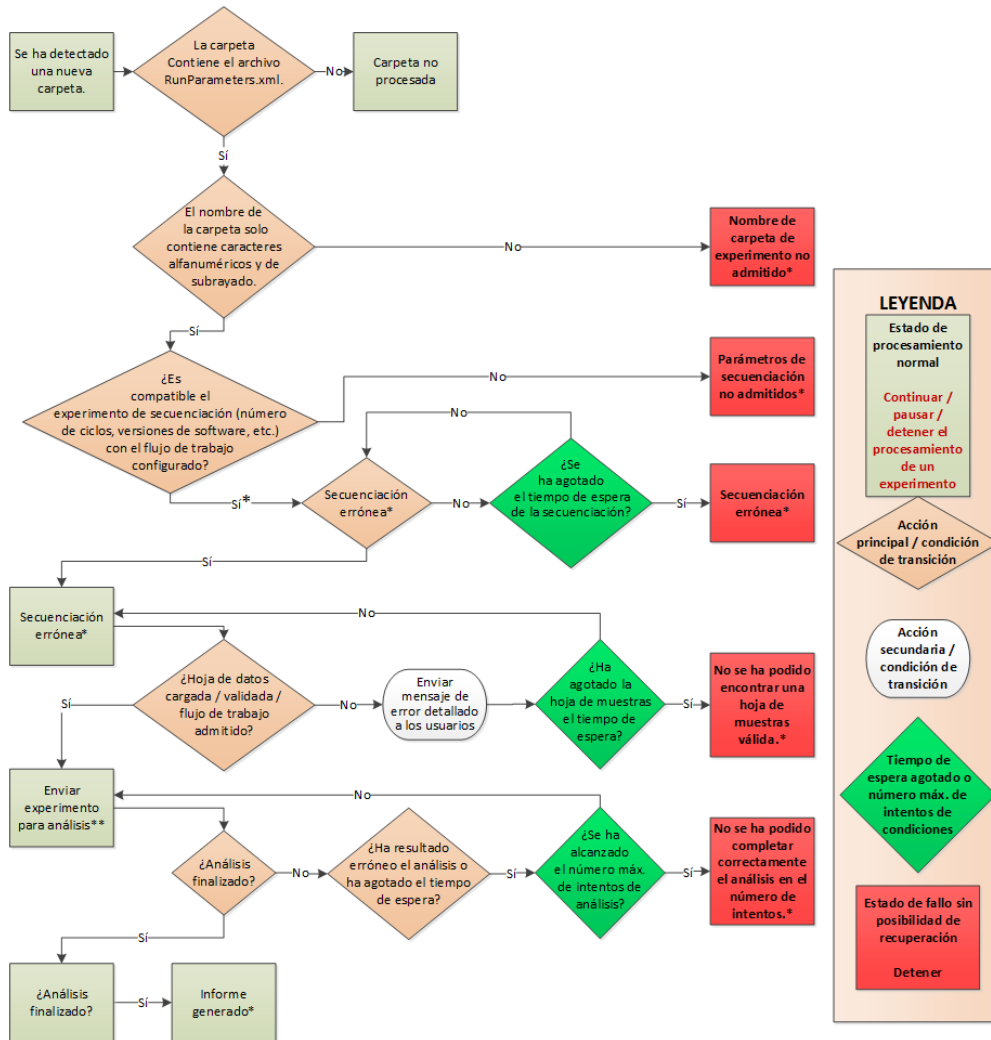 Se ha detectado
una nueva
carpeta.
La carpeta
Contiene el archivo
RunParameters.xml.
No
Carpeta no
procesada
Sí
El nombre de
la carpeta solo
contiene caracteres
alfanuméricos y de
subrayado.
No
Nombre de
carpeta de
experimento no
admitido*
Sí
¿Es
compatible el
experimento de secuenciación (número
de ciclos, versiones de software, etc.)
con el flujo de trabajo
configurado?
No
Parámetros de
secuenciación
no admitidos*
Sí*
Secuenciación
errónea*
No
No
¿Se
ha agotado
el tiempo de espera
de la secuenciación?
Sí
Secuenciación
errónea*
Sí
Secuenciación
errónea*
No
¿Hoja de datos
cargada / validada /
flujo de trabajo
admitido?
No
Enviar
mensaje de
error detallado
a los usuarios
¿Ha
agotado la
hoja de muestras
el tiempo de
espera?
Sí
No se ha podido
encontrar una
hoja de
muestras
válida.*
Sí
Enviar
experimento
para análisis**
No
¿Análisis
finalizado?
No
¿Ha resultado
erróneo el análisis o
ha agotado el tiempo
de espera?
Sí
¿Se ha
alcanzado
el número máx.
de intentos de
análisis?
Sí
No se ha podido
completar
correctamente
el análisis en el
número de
intentos.*
Sí
¿Análisis
finalizado?
Sí
Informe
generado*
LEYENDA
Estado de
procesamiento
normal
Continuar /
pausar /
detener el
procesamiento
de un
experimento
Acción
principal / condición
de transición
Acción
secundaria /
condición de
transición
Tiempo de
espera agotado o
número máx. de
intentos de
condiciones
Estado de fallo sin
posibilidad de
recuperación
Detener